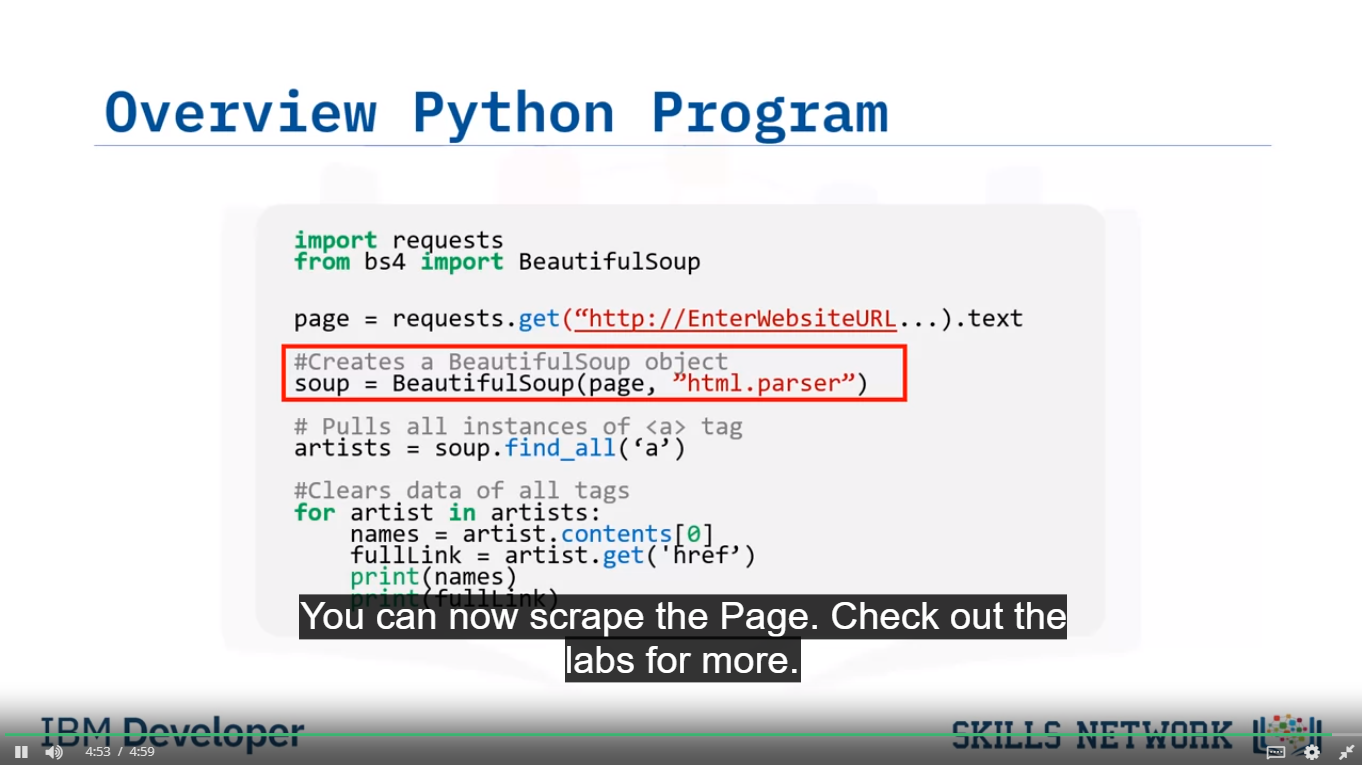 Overview Python Program
import requests
from bs4 import BeautifulSoup
page = requests.get(“http://EnterWebsiteURL...).text
#Creates a BeautifulSoup object
soup = BeautifulSoup(page, ”html.parser”)
# Pulls all instances of <a> tag
artists = soup.find_all(‘a’)
#Clears data of all tags
for artist in artists:
    names = artist.contents[0]
    fullLink = artist.get('href’)
    print(names)
    print(fullLink)
You can now scrape the Page. Check out the
labs for more.
IBM Developer
SKILLS NETWORK
4:53 / 4:59